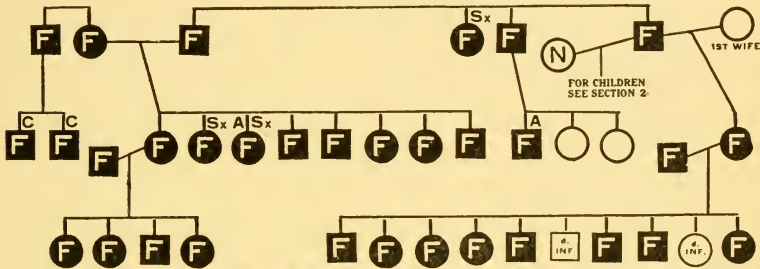 Sx
F F F F F N F
1ST WIFE
FOR CHILDREN
SEE SECTION 2.
C C Sx A Sx A
F F F F F F F F F F F F F F
F F F F F F F F F d. INF F F d. INF. F